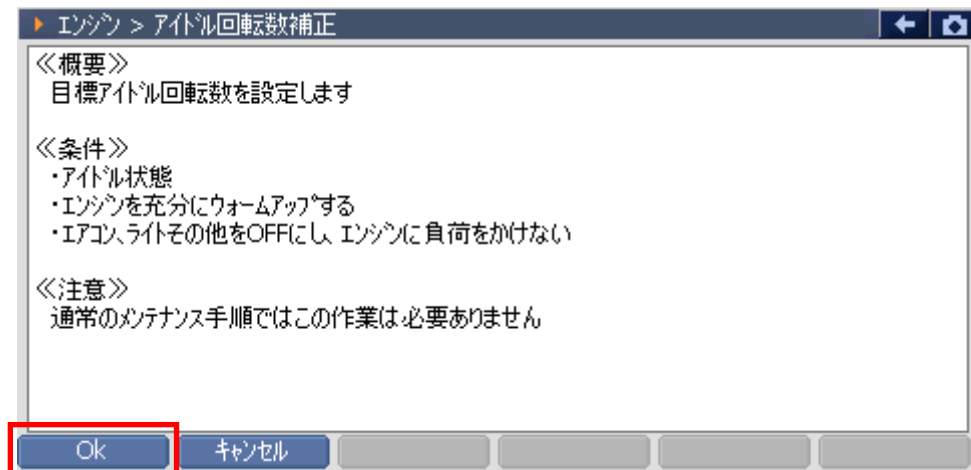 エンジン > アイドル回転数補正
≪概要≫
目標アイドル回転数を設定します
≪条件≫
・アイドル状態
・エンジンを充分にウォームアップする
・エアコン、ライトその他をOFFにし、エンジンに負荷をかけない
≪注意≫
通常のメンテナンス手順ではこの作業は必要ありません
Ok
キャンセル